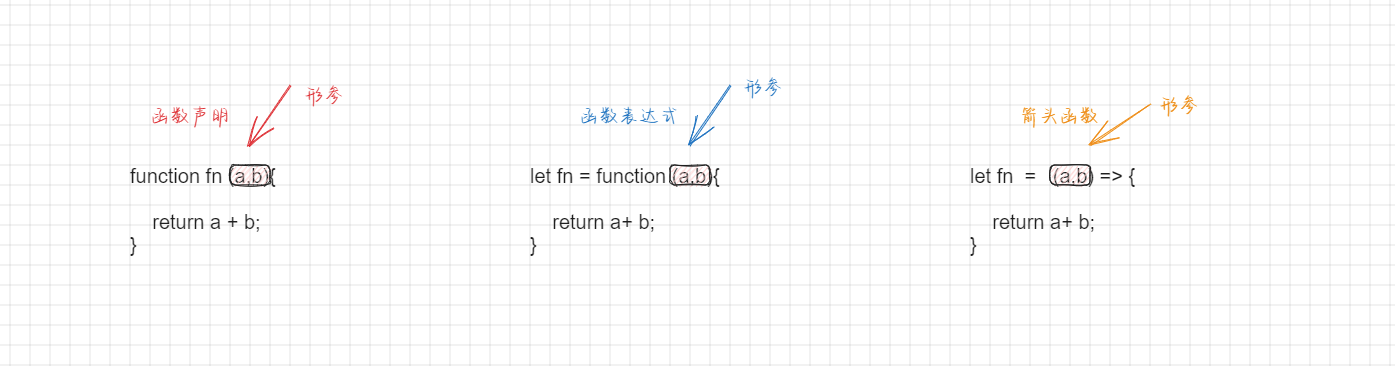 函数声明
形参
function fn (a,b){
return a + b;
}
函数表达式
形参
let fn = function (a,b){
return a+ b;
}
箭头函数
形参
let fn = (a,b) => {
return a+ b;
}